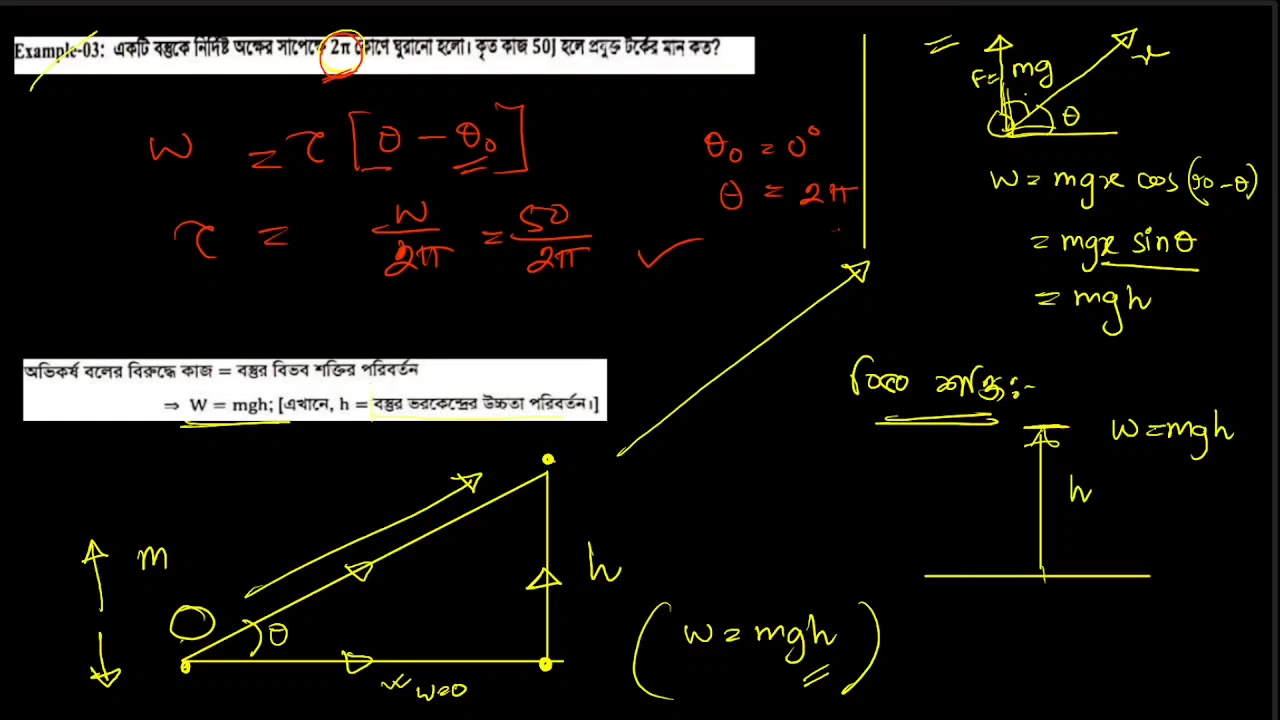 Example-03: একটি বস্তুকে নির্দিষ্ট অক্ষের সাপেক্ষে 2π কোণে ঘুরানো হলো। কৃত কাজ 50J হলে প্রযুক্ত টর্কের মান কত?
W = τ [θ − θ₀]
θ₀ = 0°
θ = 2π
τ = W/2π = 50/2π ✓
F = mg
θ
W = mgx cos(90 − θ)
= mgx sinθ
= mgh
অভিকর্ষ বলের বিরুদ্ধে কাজ = বস্তুর বিভব শক্তির পরিবর্তন
⇒ W = mgh; [এখানে, h = বস্তুর ভরকেন্দ্রের উচ্চতা পরিবর্তন।]
শক্তি:-
W = mgh
h
m
θ
h
W=0
(W = mgh)